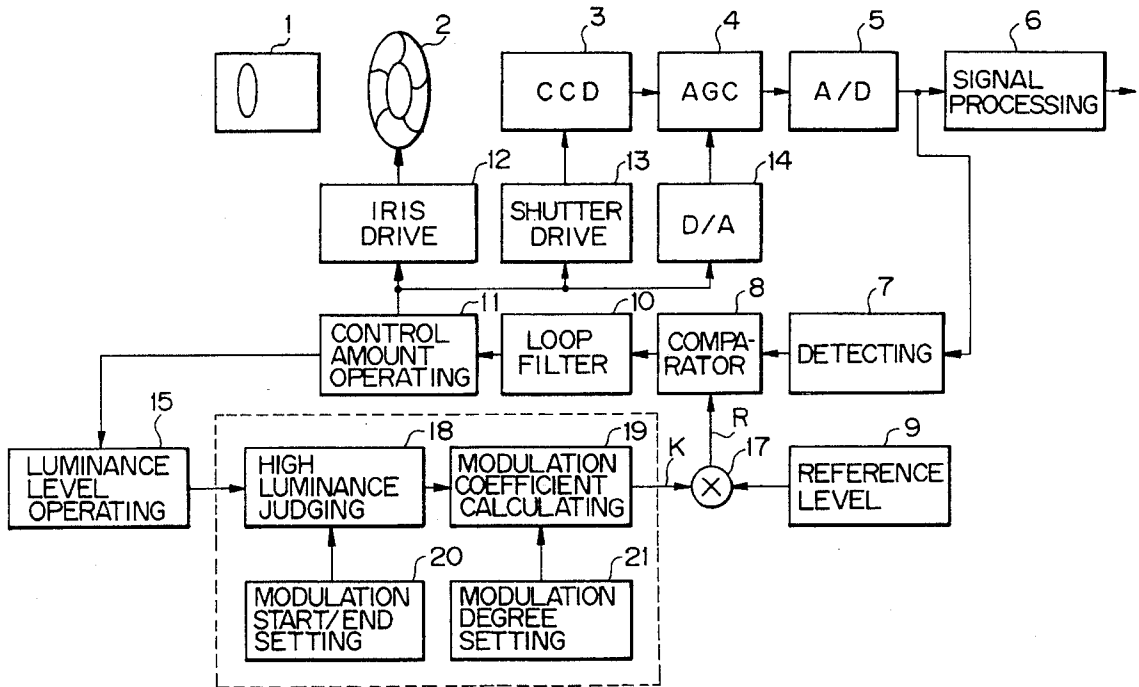 1
2
3
4
5
6
CCD
AGC
A/D
SIGNAL
PROCESSING
12
13
14
IRIS
DRIVE
SHUTTER
DRIVE
D/A
11
10
8
7
CONTROL
AMOUNT
OPERATING
LOOP
FILTER
COMPA-
RATOR
DETECTING
15
18
19
K
R
17
9
LUMINANCE
LEVEL
OPERATING
HIGH
LUMINANCE
JUDGING
MODULATION
COEFFICIENT
CALCULATING
REFERENCE
LEVEL
20
21
MODULATION
START/END
SETTING
MODULATION
DEGREE
SETTING